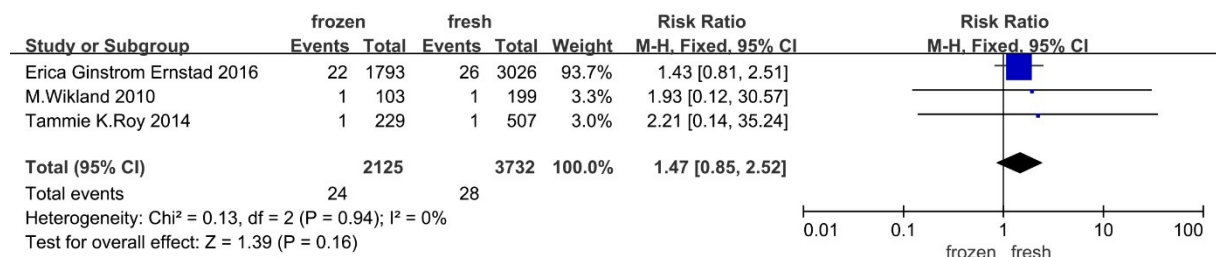 frozen fresh Risk Ratio Risk Ratio
Study or Subgroup Events Total Events Total Weight M-H, Fixed, 95% CI M-H, Fixed, 95% CI
Erica Ginstrom Ernstad 2016 22 1793 26 3026 93.7% 1.43 [0.81, 2.51]
M.Wikland 2010 1 103 1 199 3.3% 1.93 [0.12, 30.57]
Tammie K.Roy 2014 1 229 1 507 3.0% 2.21 [0.14, 35.24]
Total (95% CI) 2125 3732 100.0% 1.47 [0.85, 2.52]
Total events 24 28
Heterogeneity: Chi² = 0.13, df = 2 (P = 0.94); I² = 0%
Test for overall effect: Z = 1.39 (P = 0.16)
0.01 0.1 1 10 100
frozen fresh